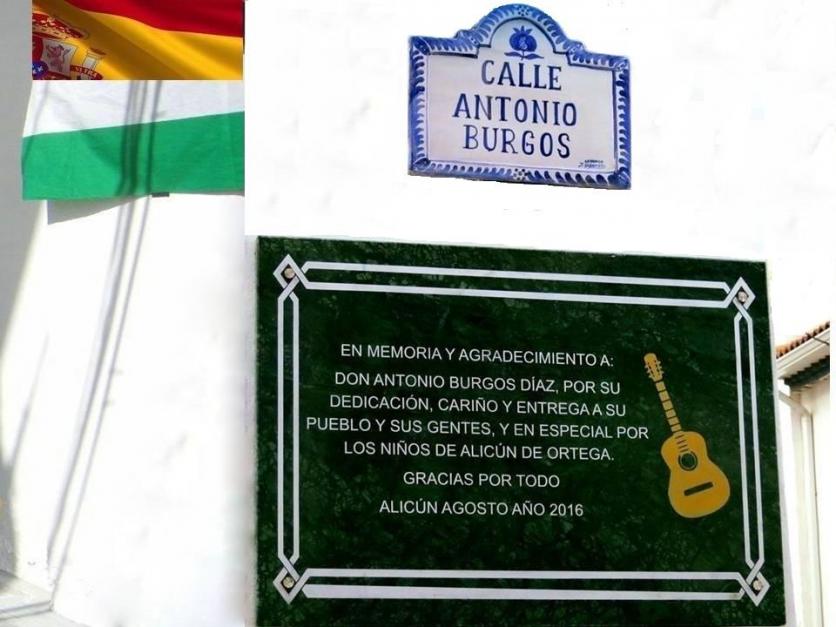 CALLE
ANTONIO
BURGOS
EN MEMORIA Y AGRADECIMIENTO A:
DON ANTONIO BURGOS DÍAZ, POR SU
DEDICACIÓN, CARIÑO Y ENTREGA A SU
PUEBLO Y SUS GENTES, Y EN ESPECIAL POR
LOS NIÑOS DE ALICÚN DE ORTEGA.
GRACIAS POR TODO
ALICÚN AGOSTO AÑO 2016